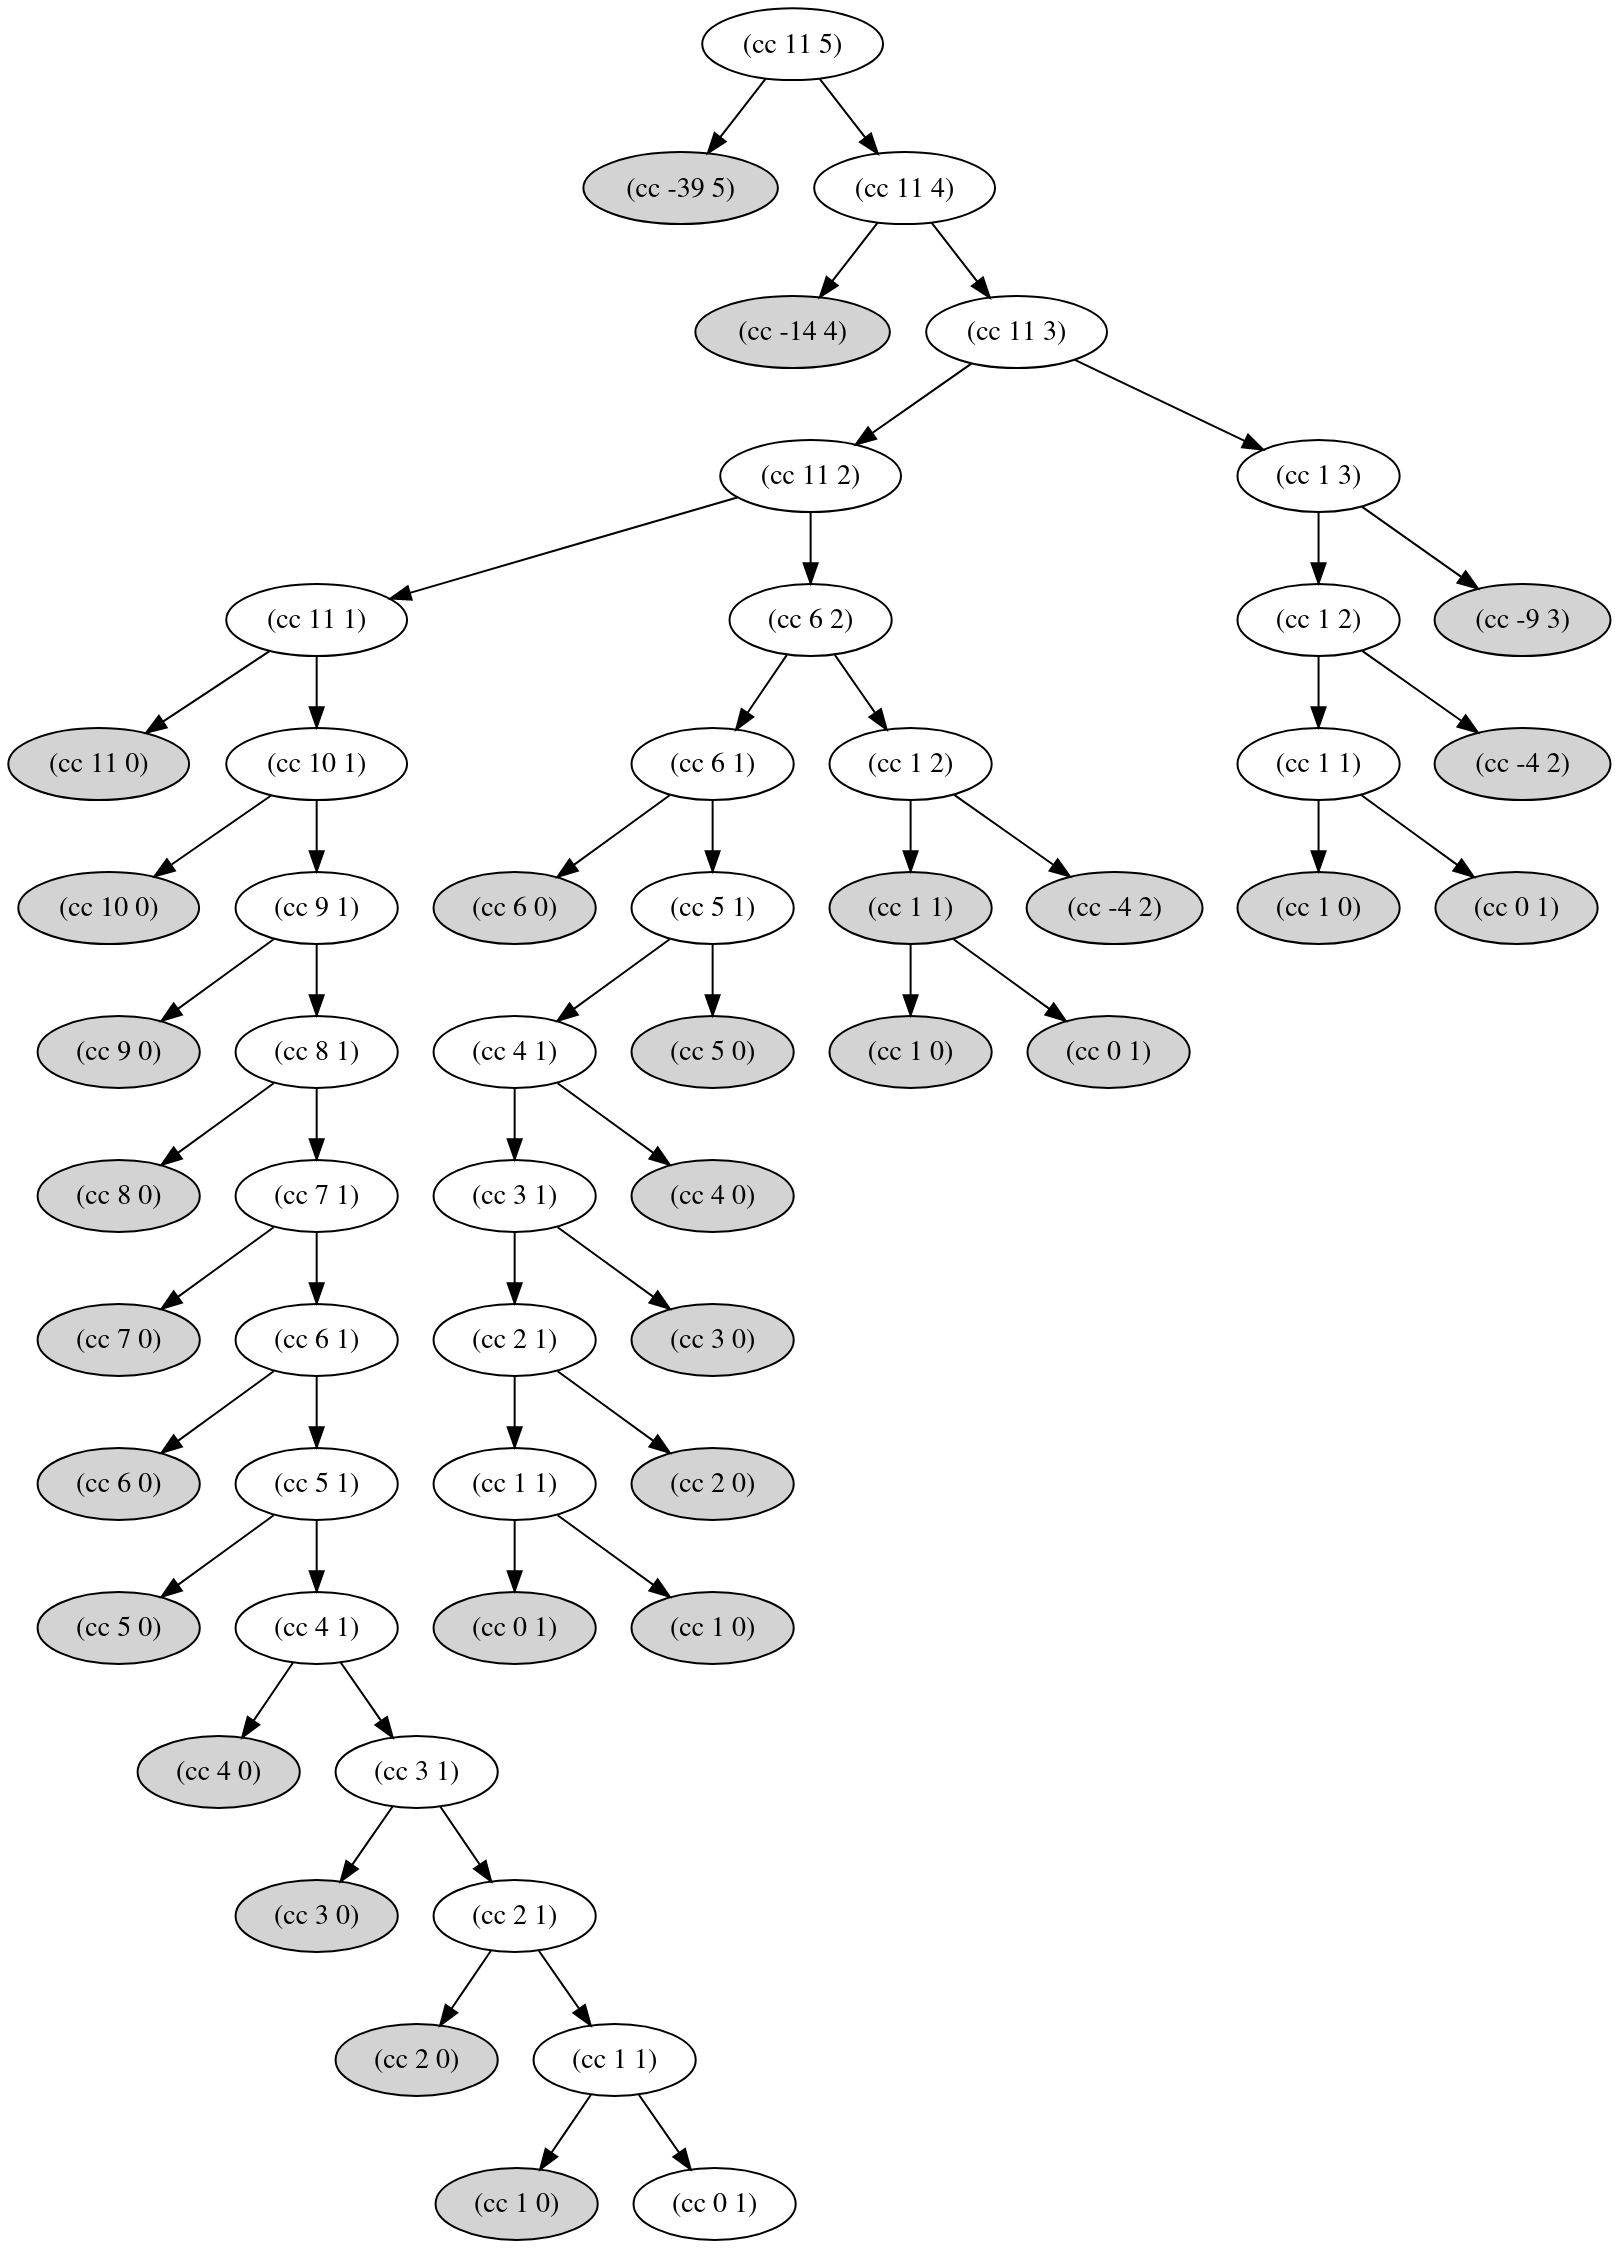 (cc 11 5)
(cc -39 5)
(cc 11 4)
(cc -14 4)
(cc 11 3)
(cc 11 2)
(cc 1 3)
(cc 11 1)
(cc 6 2)
(cc 1 2)
(cc -9 3)
(cc 11 0)
(cc 10 1)
(cc 6 1)
(cc 1 2)
(cc 1 1)
(cc -4 2)
(cc 10 0)
(cc 9 1)
(cc 6 0)
(cc 5 1)
(cc 1 1)
(cc -4 2)
(cc 1 0)
(cc 0 1)
(cc 9 0)
(cc 8 1)
(cc 4 1)
(cc 5 0)
(cc 1 0)
(cc 0 1)
(cc 8 0)
(cc 7 1)
(cc 3 1)
(cc 4 0)
(cc 7 0)
(cc 6 1)
(cc 2 1)
(cc 3 0)
(cc 6 0)
(cc 5 1)
(cc 1 1)
(cc 2 0)
(cc 5 0)
(cc 4 1)
(cc 0 1)
(cc 1 0)
(cc 4 0)
(cc 3 1)
(cc 3 0)
(cc 2 1)
(cc 2 0)
(cc 1 1)
(cc 1 0)
(cc 0 1)